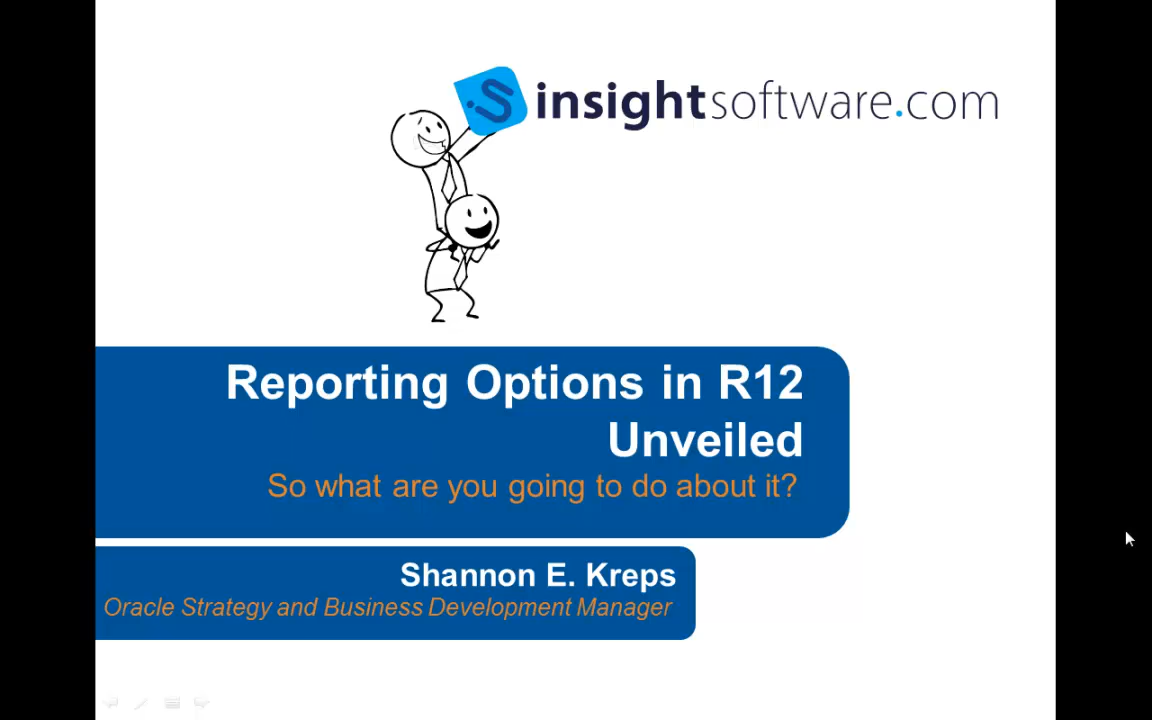 insightsoftware.com
Reporting Options in R12
Unveiled
So what are you going to do about it?
Shannon E. Kreps
Oracle Strategy and Business Development Manager